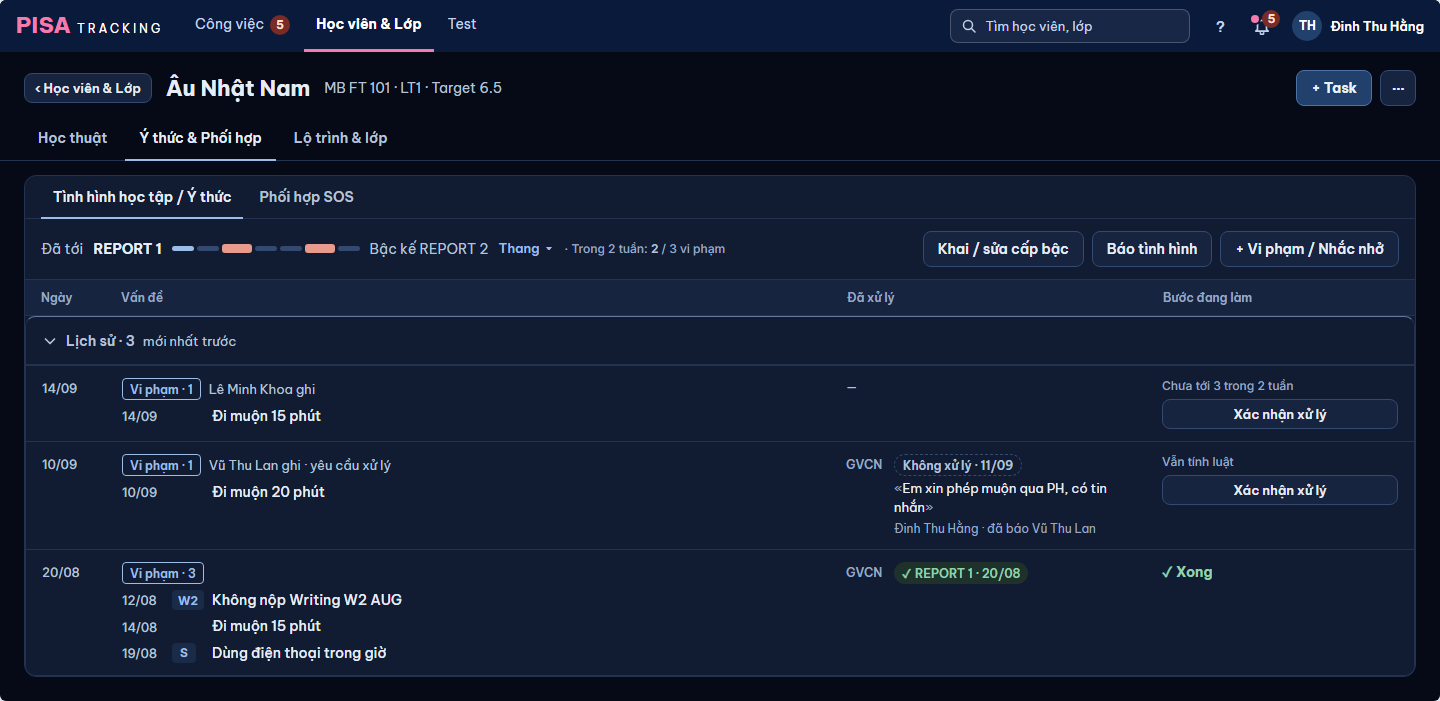 PISA TRACKING Công việc 5 Học viên & Lớp Test Tìm học viên, lớp ? 5 TH Đinh Thu Hằng
‹ Học viên & Lớp Âu Nhật Nam MB FT 101 · LT1 · Target 6.5 + Task ···
Học thuật Ý thức & Phối hợp Lộ trình & lớp
Tình hình học tập / Ý thức Phối hợp SOS
Đã tới REPORT 1 Bậc kế REPORT 2 Thang · Trong 2 tuần: 2 / 3 vi phạm Khai / sửa cấp bậc Báo tình hình + Vi phạm / Nhắc nhở
Ngày Vấn đề Đã xử lý Bước đang làm
Lịch sử · 3 mới nhất trước
14/09 Vi phạm · 1 Lê Minh Khoa ghi – Chưa tới 3 trong 2 tuần
14/09 Đi muộn 15 phút Xác nhận xử lý
10/09 Vi phạm · 1 Vũ Thu Lan ghi · yêu cầu xử lý GVCN Không xử lý · 11/09 Vẫn tính luật
10/09 Đi muộn 20 phút «Em xin phép muộn qua PH, có tin Xác nhận xử lý
nhắn»
Đinh Thu Hằng · đã báo Vũ Thu Lan
20/08 Vi phạm · 3 GVCN ✓ REPORT 1 · 20/08 ✓ Xong
12/08 W2 Không nộp Writing W2 AUG
14/08 Đi muộn 15 phút
19/08 S Dùng điện thoại trong giờ